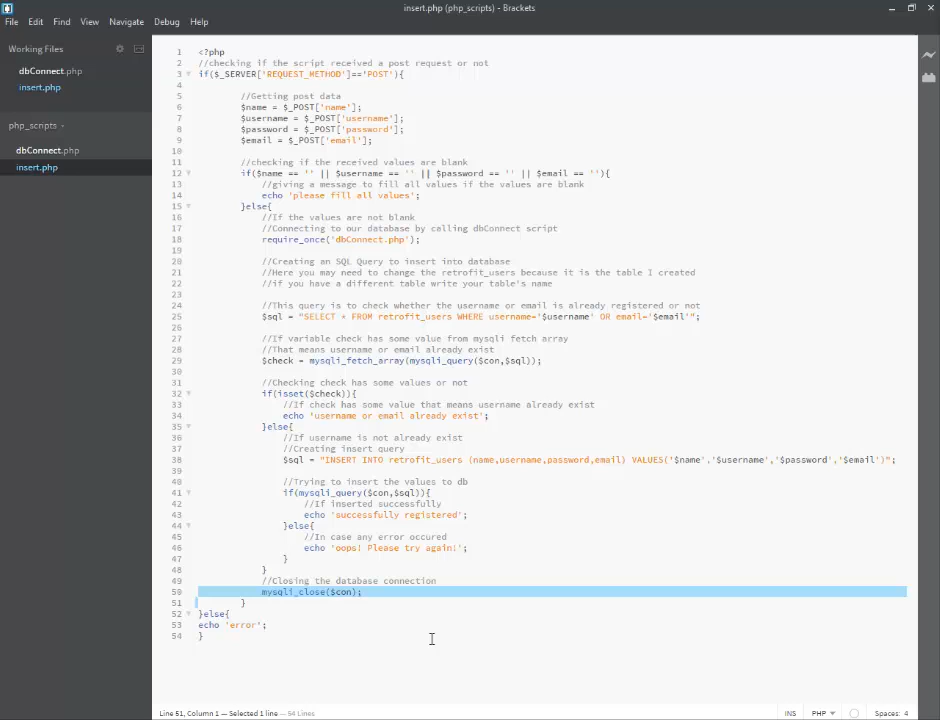 insert.php (php_scripts) - Brackets
File Edit Find View Navigate Debug Help
Working Files
dbConnect.php
insert.php
php_scripts
dbConnect.php
insert.php
1 <?php
2 //checking if the script received a post request or not
3 if($_SERVER['REQUEST_METHOD']=='POST'){
4
5 //Getting post data
6 $name = $_POST['name'];
7 $username = $_POST['username'];
8 $password = $_POST['password'];
9 $email = $_POST['email'];
10
11 //checking if the received values are blank
12 if($name == '' || $username == '' || $password == '' || $email == ''){
13 //giving a message to fill all values if the values are blank
14 echo 'please fill all values';
15 }else{
16 //If the values are not blank
17 //Connecting to our database by calling dbConnect script
18 require_once('dbConnect.php');
19
20 //Creating an SQL Query to insert into database
21 //Here you may need to change the retrofit_users because it is the table I created
22 //if you have a different table write your table's name
23
24 //This query is to check whether the username or email is already registered or not
25 $sql = "SELECT * FROM retrofit_users WHERE username='$username' OR email='$email'";
26
27 //If variable check has some value from mysqli fetch array
28 //That means username or email already exist
29 $check = mysqli_fetch_array(mysqli_query($con,$sql));
30
31 //Checking check has some values or not
32 if(isset($check)){
33 //If check has some value that means username already exist
34 echo 'username or email already exist';
35 }else{
36 //If username is not already exist
37 //Creating insert query
38 $sql = "INSERT INTO retrofit_users (name,username,password,email) VALUES('$name','$username','$password','$email')";
39
40 //Trying to insert the values to db
41 if(mysqli_query($con,$sql)){
42 //If inserted successfully
43 echo 'successfully registered';
44 }else{
45 //In case any error occured
46 echo 'oops! Please try again!';
47 }
48 }
49 //Closing the database connection
50 mysqli_close($con);
51 }
52 }else{
53 echo 'error';
54 }
Line 51, Column 1 — Selected 1 line — 54 Lines
INS PHP Spaces: 4